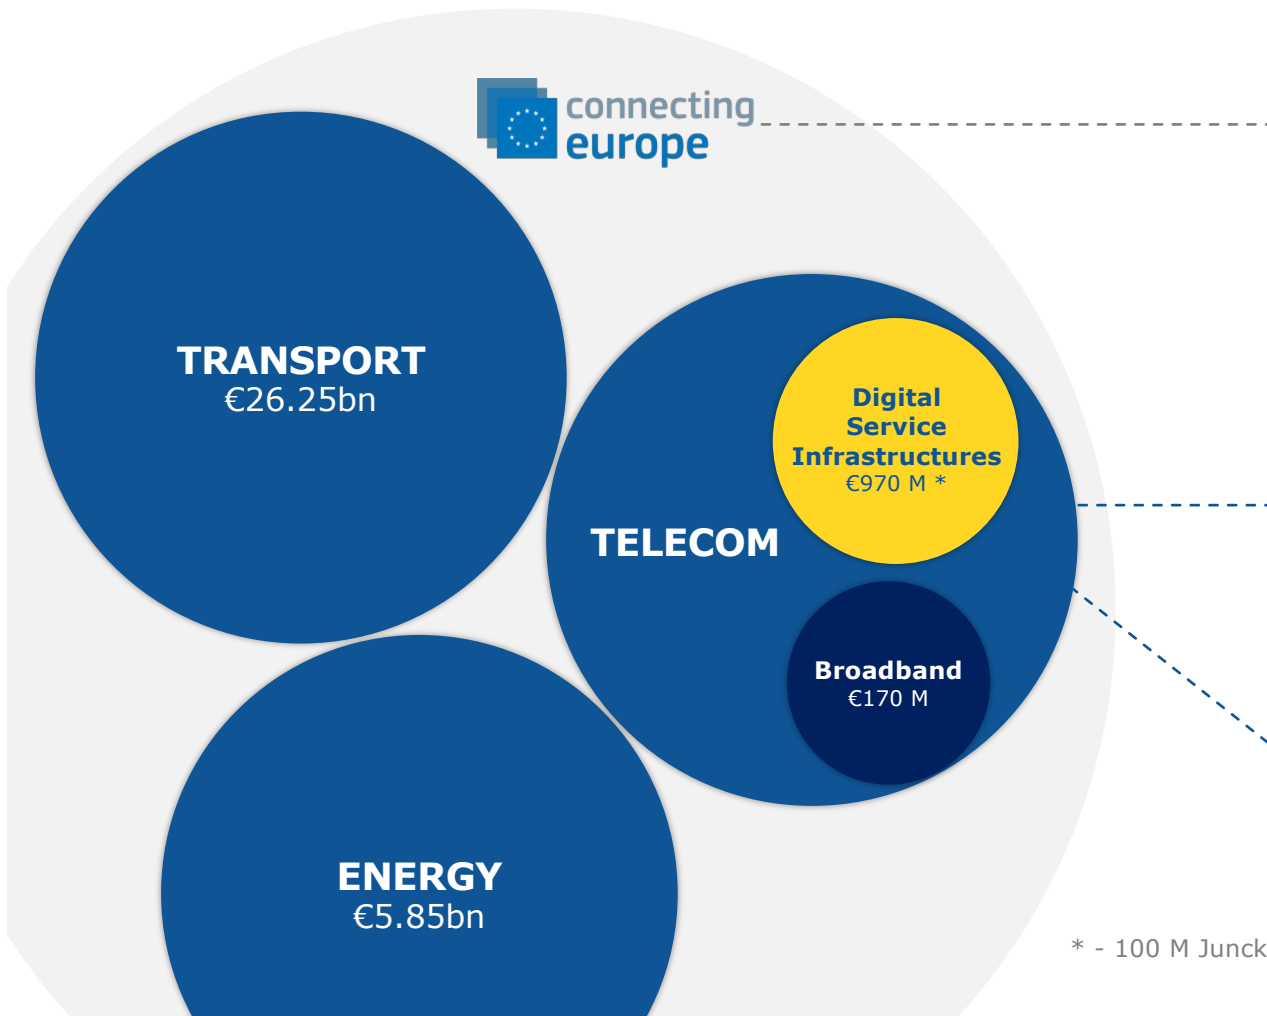 connecting
europe
TRANSPORT
€26.25bn
Digital
Service
Infrastructures
€970 M *
TELECOM
Broadband
€170 M
ENERGY
€5.85bn
* - 100 M Junck